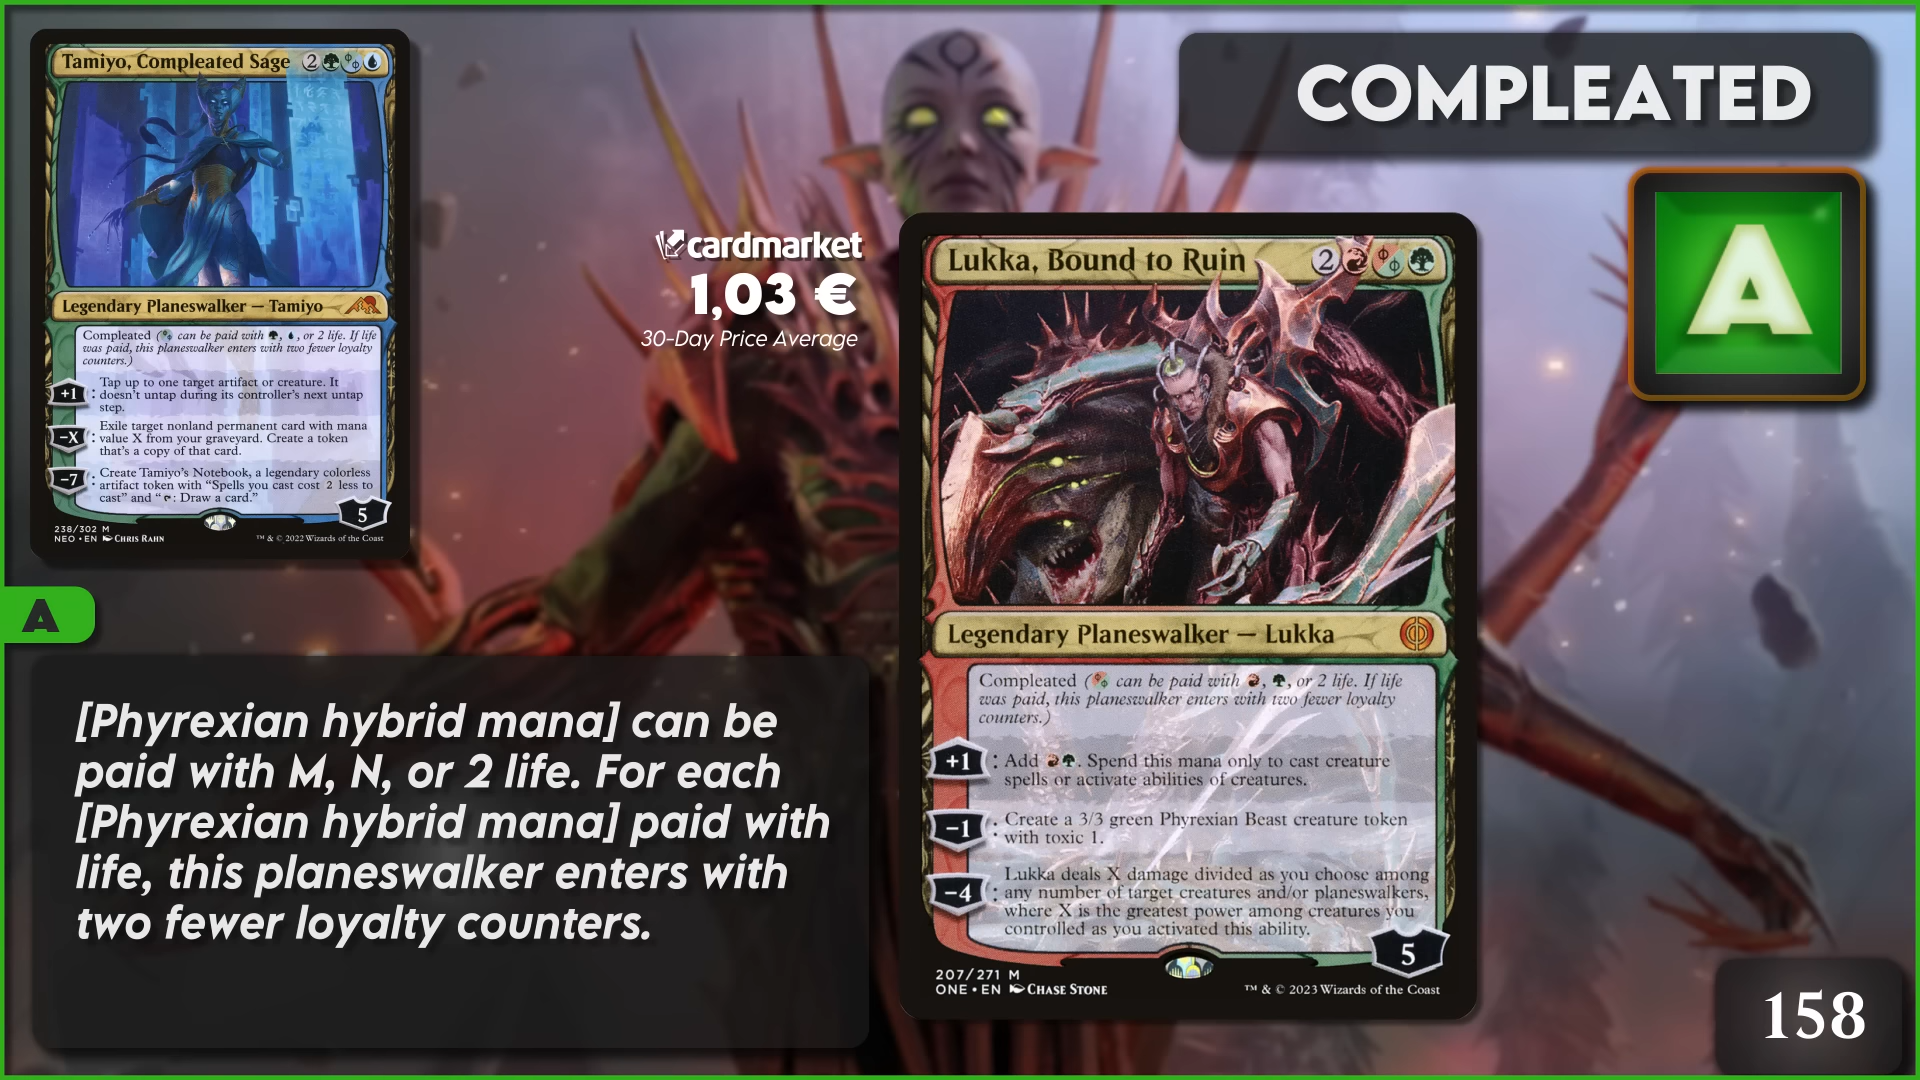 Tamiyo, Compleated Sage 2
Legendary Planeswalker — Tamiyo
Compleated ( can be paid with , , or 2 life. If life
was paid, this planeswalker enters with two fewer loyalty
counters.)
+1 : Tap up to one target artifact or creature. It
doesn't untap during its controller's next untap
step.
−X : Exile target nonland permanent card with mana
value X from your graveyard. Create a token
that's a copy of that card.
−7 : Create Tamiyo's Notebook, a legendary colorless
artifact token with “Spells you cast cost 2 less to
cast” and “ : Draw a card.”
5
238/302 M
NEO • EN Chris Rahn
™ & © 2022 Wizards of the Coast
COMPLEATED
A
cardmarket
1,03 €
30-Day Price Average
Lukka, Bound to Ruin 2
Legendary Planeswalker — Lukka
Compleated ( can be paid with , , or 2 life. If life
was paid, this planeswalker enters with two fewer loyalty
counters.)
+1 : Add . Spend this mana only to cast creature
spells or activate abilities of creatures.
−1 : Create a 3/3 green Phyrexian Beast creature token
with toxic 1.
−4 : Lukka deals X damage divided as you choose among
any number of target creatures and/or planeswalkers,
where X is the greatest power among creatures you
controlled as you activated this ability.
5
207/271 M
ONE • EN Chase Stone
™ & © 2023 Wizards of the Coast
A
[Phyrexian hybrid mana] can be
paid with M, N, or 2 life. For each
[Phyrexian hybrid mana] paid with
life, this planeswalker enters with
two fewer loyalty counters.
158